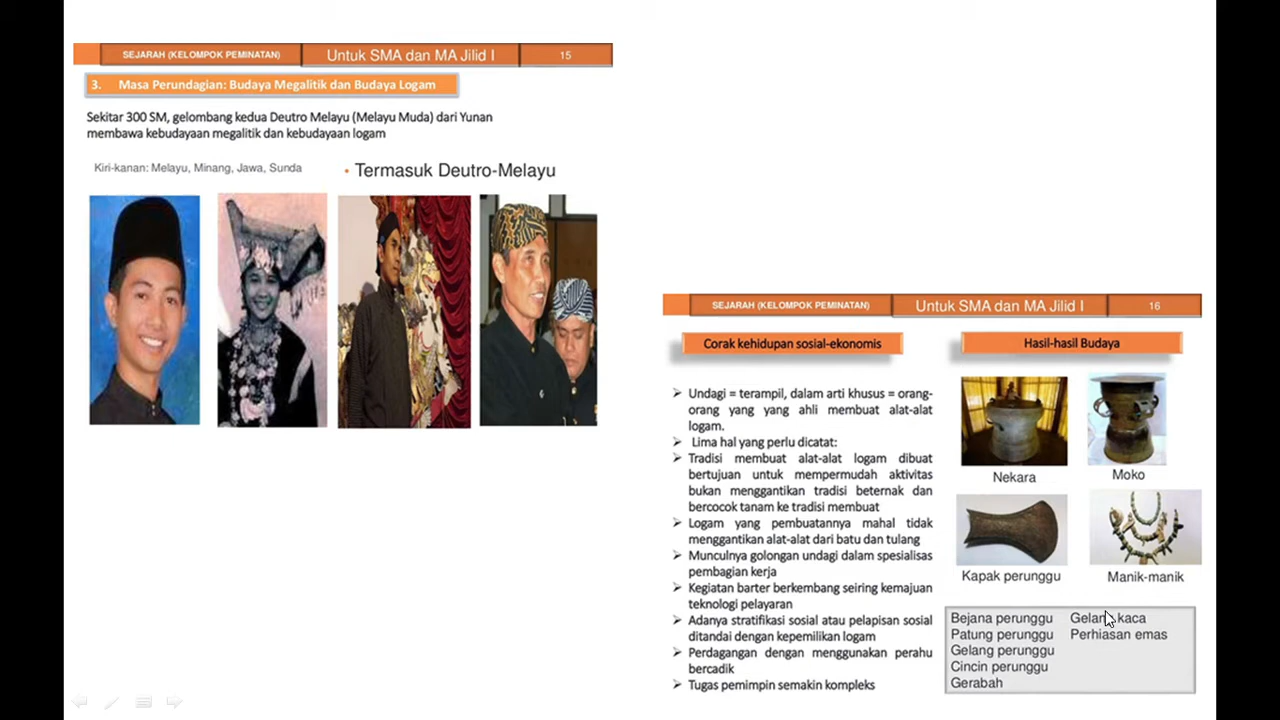 SEJARAH (KELOMPOK PEMINATAN)
Untuk SMA dan MA Jilid I
15
3. Masa Perundagian: Budaya Megalitik dan Budaya Logam
Sekitar 300 SM, gelombang kedua Deutro Melayu (Melayu Muda) dari Yunan
membawa kebudayaan megalitik dan kebudayaan logam
Kiri-kanan: Melayu, Minang, Jawa, Sunda
• Termasuk Deutro-Melayu
SEJARAH (KELOMPOK PEMINATAN)
Untuk SMA dan MA Jilid I
16
Corak kehidupan sosial-ekonomis
➢ Undagi = terampil, dalam arti khusus = orang-
orang yang yang ahli membuat alat-alat
logam.
➢ Lima hal yang perlu dicatat:
➢ Tradisi membuat alat-alat logam dibuat
bertujuan untuk mempermudah aktivitas
bukan menggantikan tradisi beternak dan
bercocok tanam ke tradisi membuat
➢ Logam yang pembuatannya mahal tidak
menggantikan alat-alat dari batu dan tulang
➢ Munculnya golongan undagi dalam spesialisas
pembagian kerja
➢ Kegiatan barter berkembang seiring kemajuan
teknologi pelayaran
➢ Adanya stratifikasi sosial atau pelapisan sosial
ditandai dengan kepemilikan logam
➢ Perdagangan dengan menggunakan perahu
bercadik
➢ Tugas pemimpin semakin kompleks
Hasil-hasil Budaya
Nekara
Moko
Kapak perunggu
Manik-manik
Bejana perunggu
Patung perunggu
Gelang perunggu
Cincin perunggu
Gerabah
Gelang kaca
Perhiasan emas